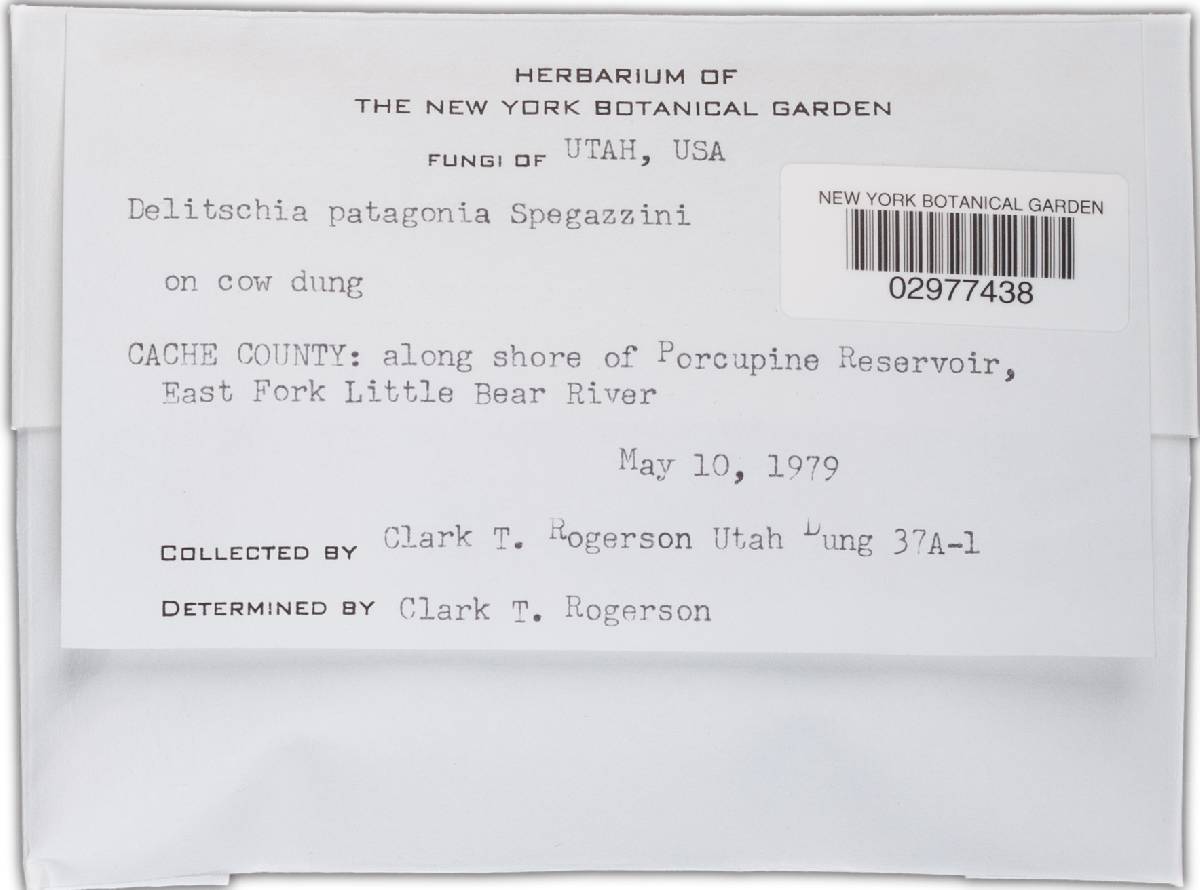 HERBARIUM OF
THE NEW YORK BOTANICAL GARDEN
FUNGI OF UTAH, USA
NEW YORK BOTANICAL GARDEN
02977438
Delitschia patagonia Spegazzini
on cow dung
CACHE COUNTY: along shore of Porcupine Reservoir,
East Fork Little Bear River
May 10, 1979
COLLECTED BY Clark T. Rogerson Utah Dung 37A-1
DETERMINED BY Clark T. Rogerson